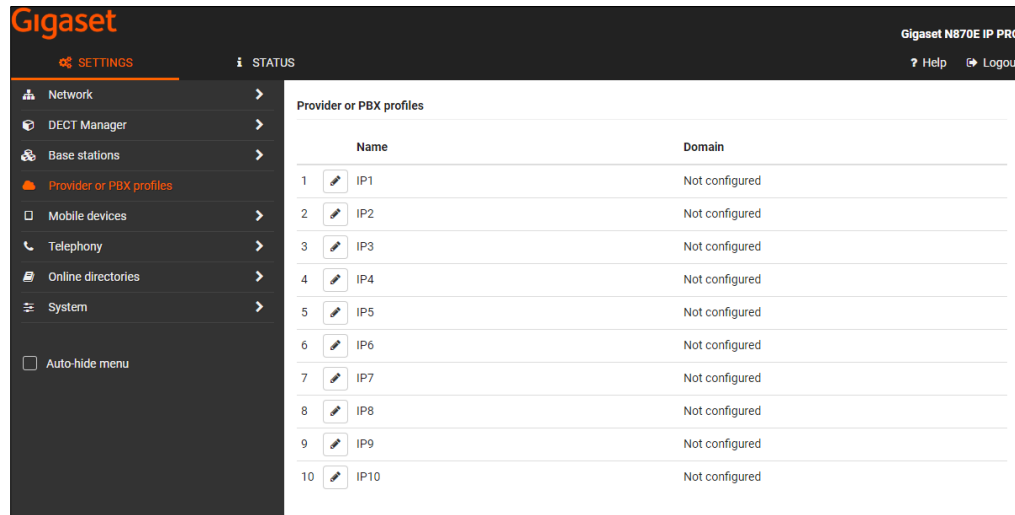 Gigaset
Gigaset N870E IP PRO
SETTINGS
STATUS
? Help
Logou
Network
DECT Manager
Base stations
Provider or PBX profiles
Mobile devices
Telephony
Online directories
System
Auto-hide menu
Provider or PBX profiles
Name Domain
1 IP1 Not configured
2 IP2 Not configured
3 IP3 Not configured
4 IP4 Not configured
5 IP5 Not configured
6 IP6 Not configured
7 IP7 Not configured
8 IP8 Not configured
9 IP9 Not configured
10 IP10 Not configured